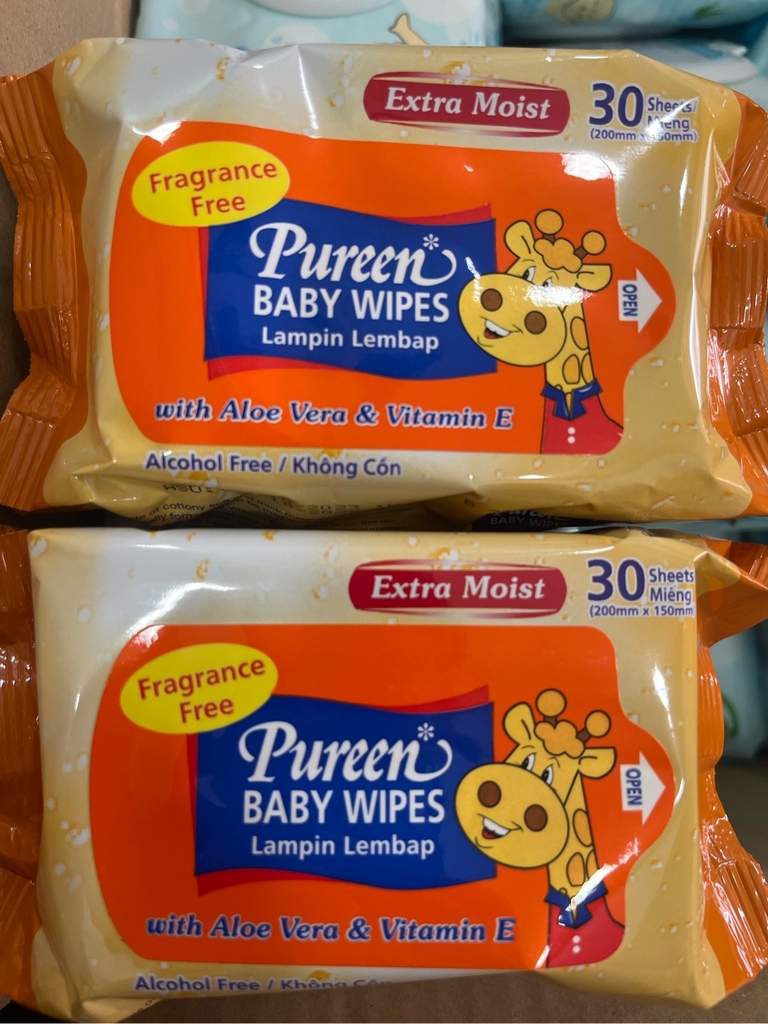 Extra Moist
30 Sheets/
Miếng
(200mm x 150mm)
Fragrance
Free
Pureen*
BABY WIPES
Lampin Lembap
OPEN
with Aloe Vera & Vitamin E
Alcohol Free / Không Cồn
BABY WIPES
Extra Moist
30 Sheets
Miếng
(200mm x 150mm
Fragrance
Free
Pureen*
BABY WIPES
Lampin Lembap
OPEN
with Aloe Vera & Vitamin E
Alcohol Free / Không Cồn